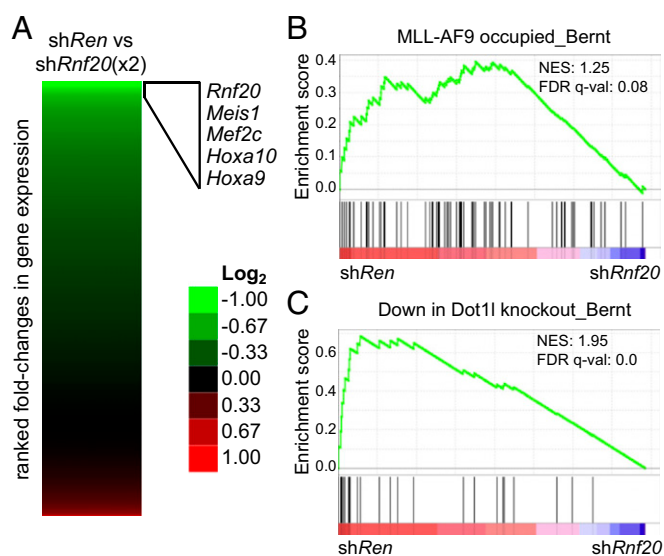 A
shRen vs
shRnf20(x2)
Rnf20
Meis1
Mef2c
Hoxa10
Hoxa9
ranked fold-changes in gene expression
Log2
-1.00
-0.67
-0.33
0.00
0.33
0.67
1.00
B
MLL-AF9 occupied_Bernt
NES: 1.25
FDR q-val: 0.08
Enrichment score
0.4
0.3
0.2
0.1
0.0
shRen
shRnf20
C
Down in Dot1l knockout_Bernt
NES: 1.95
FDR q-val: 0.0
Enrichment score
0.6
0.4
0.2
0.0
shRen
shRnf20